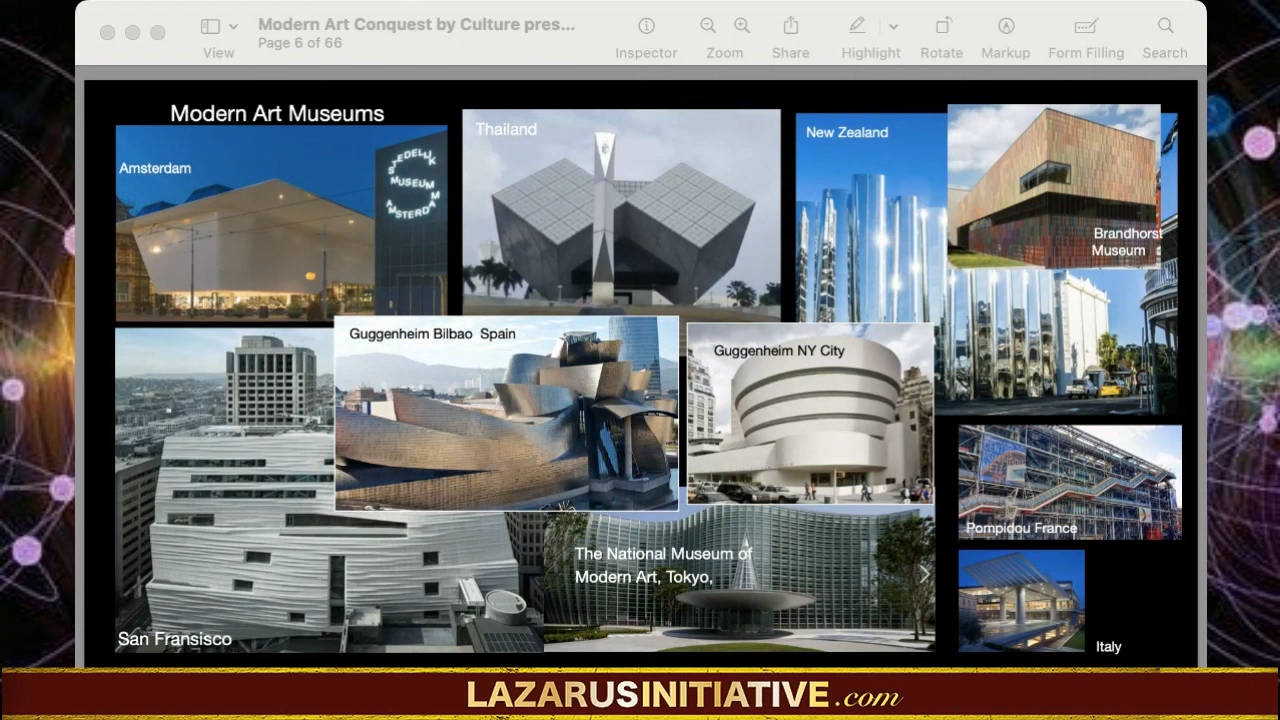 Modern Art Conquest by Culture pres...
Page 6 of 66
View
Inspector
Zoom
Share
Highlight
Rotate
Markup
Form Filling
Search
Modern Art Museums
Amsterdam
STEDELIJK
MUSEUM
AMSTERDAM
Thailand
New Zealand
Brandhorst
Museum
Guggenheim Bilbao Spain
Guggenheim NY City
Pompidou France
The National Museum of
Modern Art, Tokyo,
San Fransisco
Italy
LAZARUSINITIATIVE.com